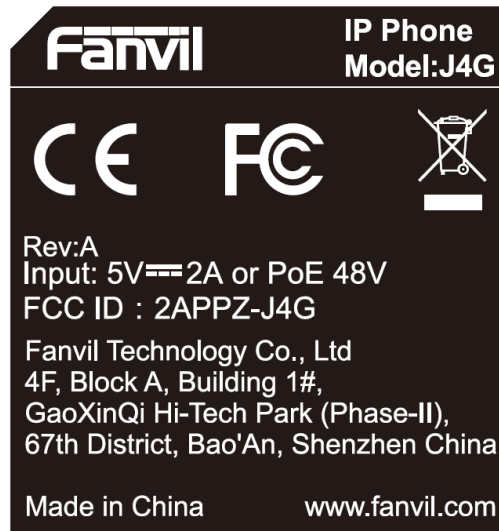 Fanvil
IP Phone
Model:J4G
CE FC
Rev:A
Input: 5V⎓2A or PoE 48V
FCC ID : 2APPZ-J4G
Fanvil Technology Co., Ltd
4F, Block A, Building 1#,
GaoXinQi Hi-Tech Park (Phase-II),
67th District, Bao'An, Shenzhen China
Made in China www.fanvil.com